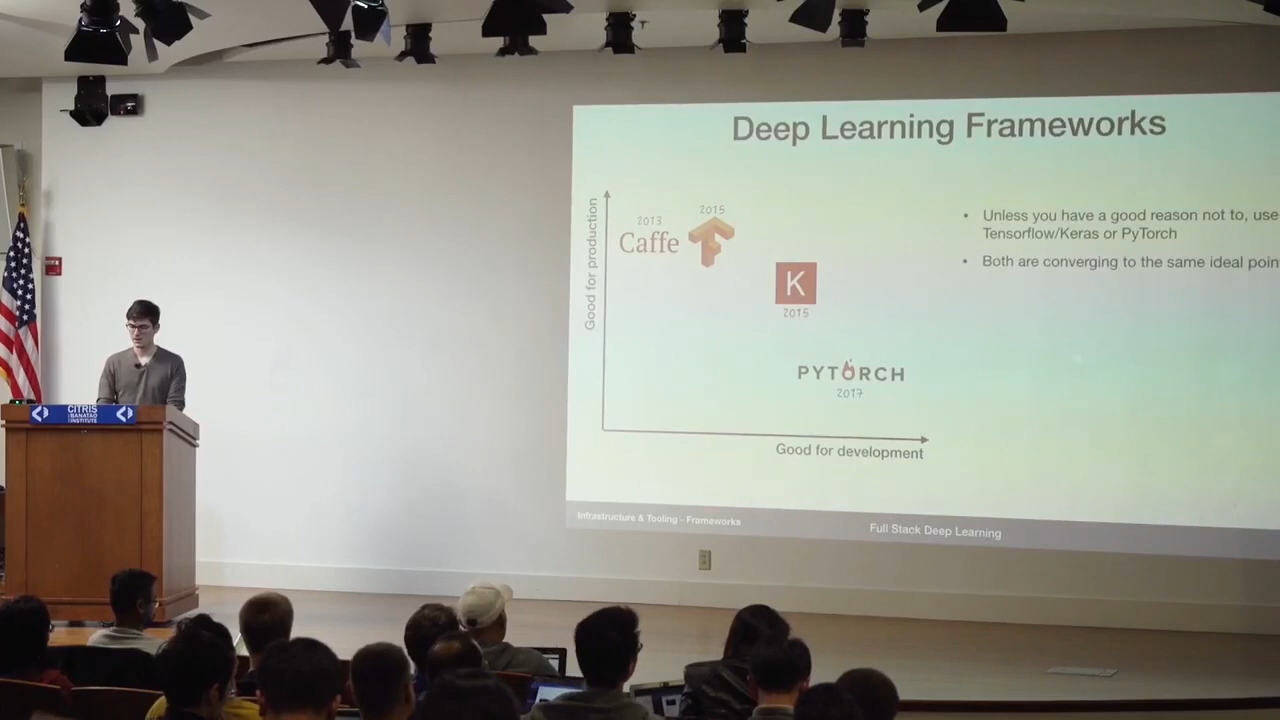 Deep Learning Frameworks
Good for production
2013
Caffe
2015
K
2015
PYTORCH
2017
Good for development
• Unless you have a good reason not to, use
Tensorflow/Keras or PyTorch
• Both are converging to the same ideal poin
Infrastructure & Tooling - Frameworks
Full Stack Deep Learning
CITRIS
BANATAO
INSTITUTE